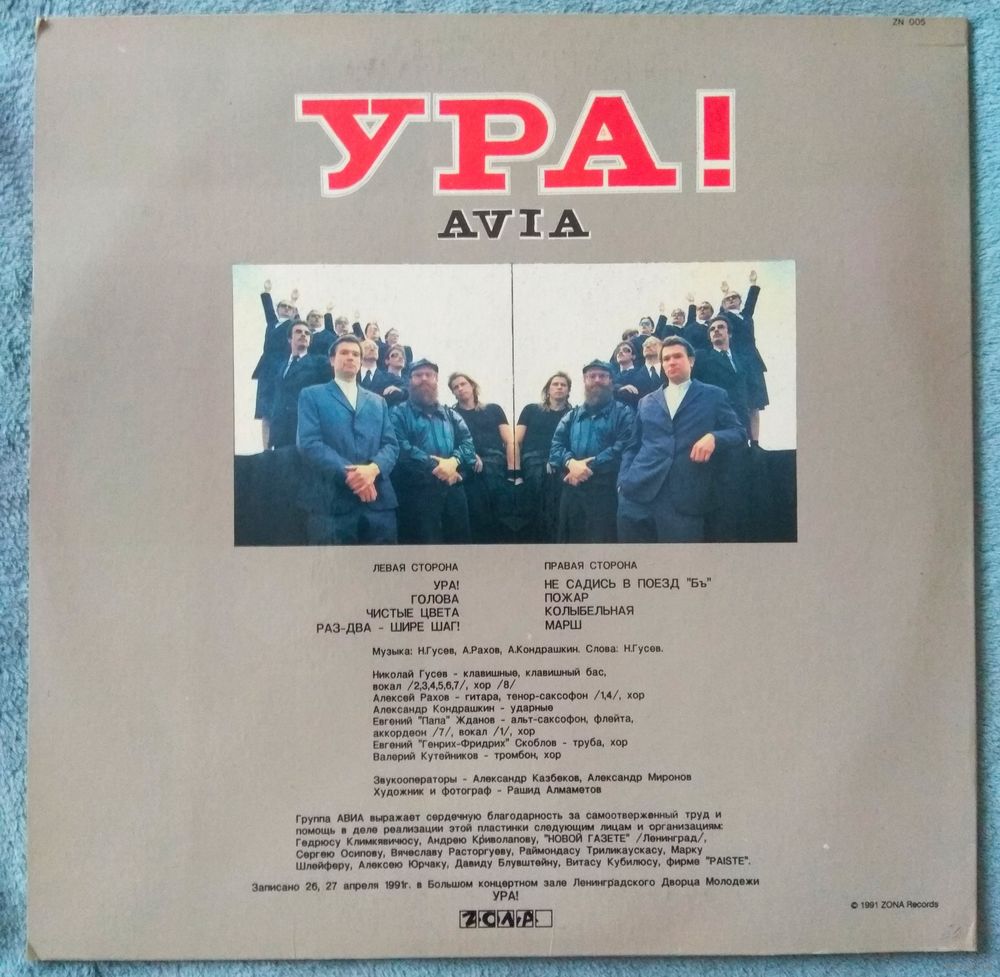 ZN 005
УРА!
AVIA
ЛЕВАЯ СТОРОНА
УРА!
ГОЛОВА
ЧИСТЫЕ ЦВЕТА
РАЗ-ДВА - ШИРЕ ШАГ!
ПРАВАЯ СТОРОНА
НЕ САДИСЬ В ПОЕЗД "Бъ"
ПОЖАР
КОЛЫБЕЛЬНАЯ
МАРШ
Музыка: Н.Гусев, А.Рахов, А.Кондрашкин. Слова: Н.Гусев.
Николай Гусев - клавишные, клавишный бас,
вокал /2,3,4,5,6,7/, хор /8/
Алексей Рахов - гитара, тенор-саксофон /1,4/, хор
Александр Кондрашкин - ударные
Евгений "Папа" Жданов - альт-саксофон, флейта,
аккордеон /7/, вокал /1/, хор
Евгений "Генрих-Фридрих" Скоблов - труба, хор
Валерий Кутейников - тромбон, хор
Звукооператоры - Александр Казбеков, Александр Миронов
Художник и фотограф - Рашид Алмаметов
Группа АВИА выражает сердечную благодарность за самоотверженный труд и
помощь в деле реализации этой пластинки следующим лицам и организациям:
Гедрюсу Климкявичюсу, Андрею Криволапову, "НОВОЙ ГАЗЕТЕ" /Ленинград/,
Сергею Осипову, Вячеславу Расторгуеву, Раймондасу Триликаускасу, Марку
Шлейферу, Алексею Юрчаку, Давиду Блувштейну, Витасу Кубилюсу, фирме "PAISTE".
Записано 26, 27 апреля 1991г. в Большом концертном зале Ленинградского Дворца Молодежи
УРА!
© 1991 ZONA Records